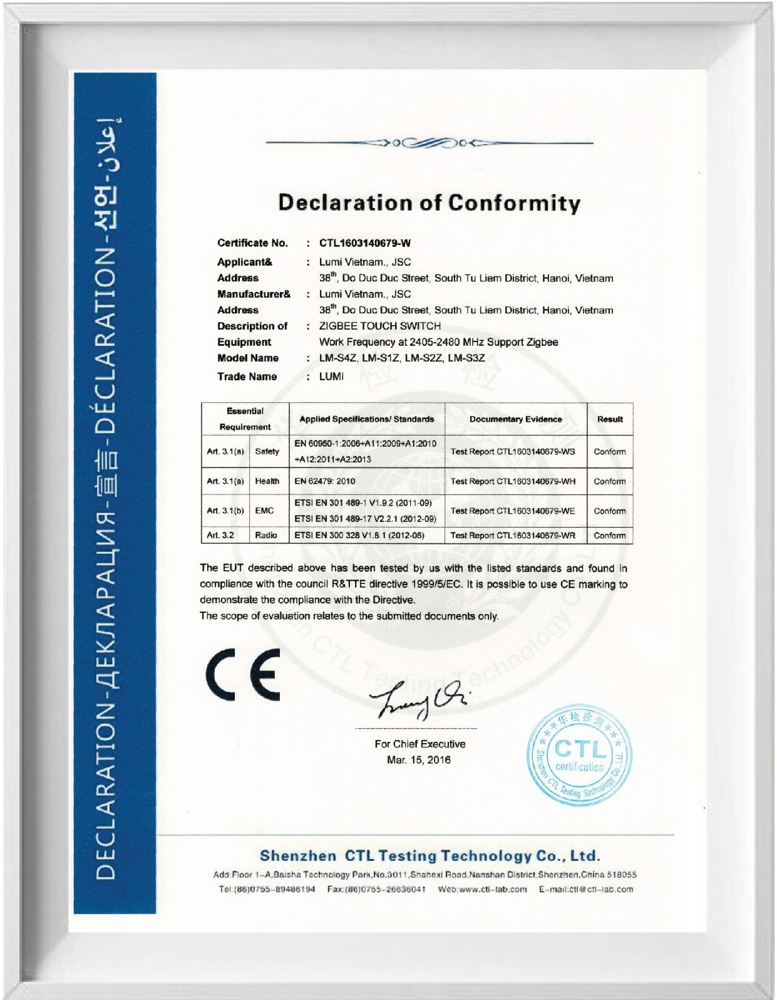 DECLARATION-ДЕКЛАРАЦИЯ-宣言-DÉCLARATION-선언-إعلان
Declaration of Conformity
Certificate No. : CTL1603140679-W
Applicant& : Lumi Vietnam., JSC
Address 38th, Do Duc Duc Street, South Tu Liem District, Hanoi, Vietnam
Manufacturer& : Lumi Vietnam., JSC
Address 38th, Do Duc Duc Street, South Tu Liem District, Hanoi, Vietnam
Description of : ZIGBEE TOUCH SWITCH
Equipment Work Frequency at 2405-2480 MHz Support Zigbee
Model Name : LM-S4Z, LM-S1Z, LM-S2Z, LM-S3Z
Trade Name : LUMI
Essential Requirement Applied Specifications/ Standards Documentary Evidence Result
Art. 3.1(a) Safety EN 60950-1:2006+A11:2009+A1:2010 +A12:2011+A2:2013 Test Report CTL1603140679-WS Conform
Art. 3.1(a) Health EN 62479: 2010 Test Report CTL1603140679-WH Conform
Art. 3.1(b) EMC ETSI EN 301 489-1 V1.9.2 (2011-09) ETSI EN 301 489-17 V2.2.1 (2012-09) Test Report CTL1603140679-WE Conform
Art. 3.2 Radio ETSI EN 300 328 V1.8.1 (2012-06) Test Report CTL1603140679-WR Conform
The EUT described above has been tested by us with the listed standards and found in
compliance with the council R&TTE directive 1999/5/EC. It is possible to use CE marking to
demonstrate the compliance with the Directive.
The scope of evaluation relates to the submitted documents only.
CE
For Chief Executive
Mar. 15, 2016
华检检测
CTL
certification
Shenzhen CTL Testing Technology Co., Ltd.
Shenzhen CTL Testing Technology Co., Ltd.
Add:Floor 1-A,Baisha Technology Park,No.3011,Shahexi Road,Nanshan District,Shenzhen,China 518055
Tel:(86)0755-89486194 Fax:(86)0755-26636041 Web:www.ctl-lab.com E-mail:ctl@ctl-lab.com